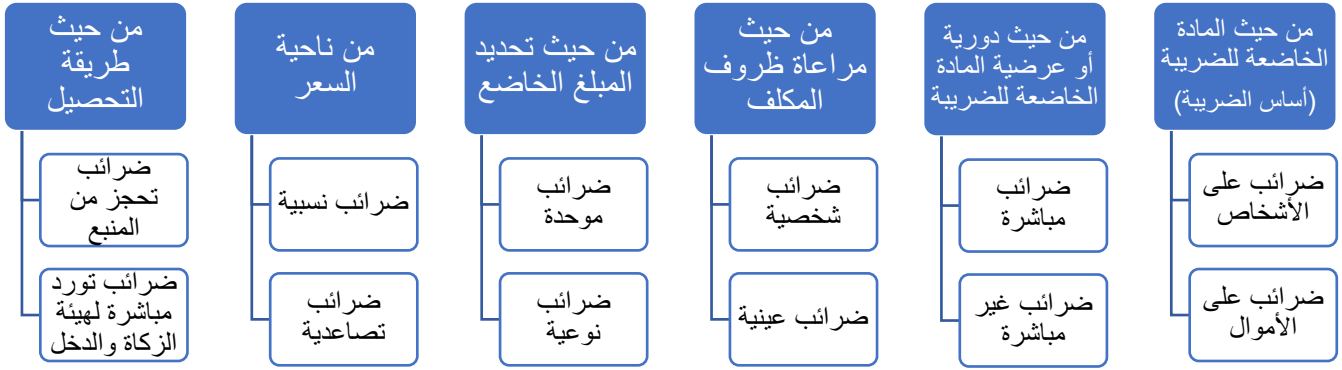 من حيث المادة
الخاضعة للضريبة
(أساس الضريبة)
ضرائب على
الأشخاص
ضرائب على
الأموال
من حيث دورية
أو عرضية المادة
الخاضعة للضريبة
ضرائب
مباشرة
ضرائب غير
مباشرة
من حيث
مراعاة ظروف
المكلف
ضرائب
شخصية
ضرائب عينية
من حيث تحديد
المبلغ الخاضع
ضرائب
موحدة
ضرائب
نوعية
من ناحية
السعر
ضرائب نسبية
ضرائب
تصاعدية
من حيث
طريقة
التحصيل
ضرائب
تحجز من
المنبع
ضرائب تورد
مباشرة لهيئة
الزكاة والدخل